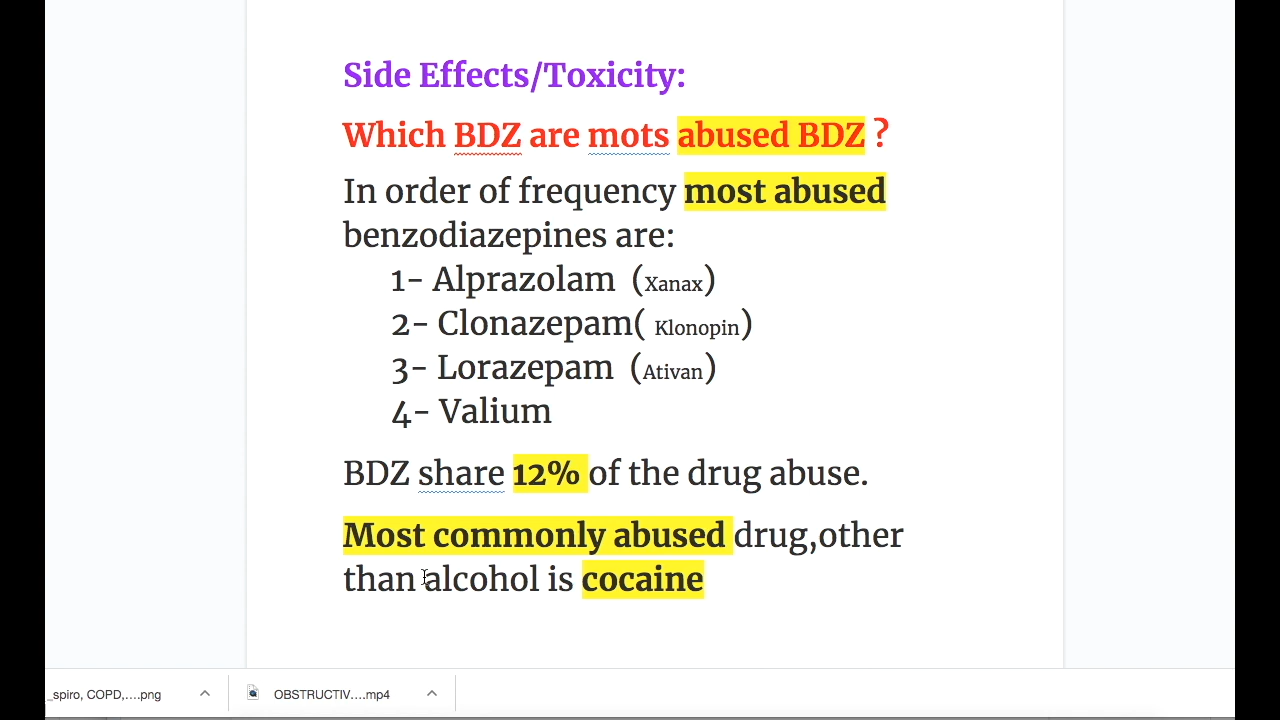 Side Effects/Toxicity:
Which BDZ are mots abused BDZ ?
In order of frequency most abused
benzodiazepines are:
1- Alprazolam (Xanax)
2- Clonazepam( Klonopin)
3- Lorazepam (Ativan)
4- Valium
BDZ share 12% of the drug abuse.
Most commonly abused drug,other
than alcohol is cocaine
_spiro, COPD,....png
OBSTRUCTIV....mp4